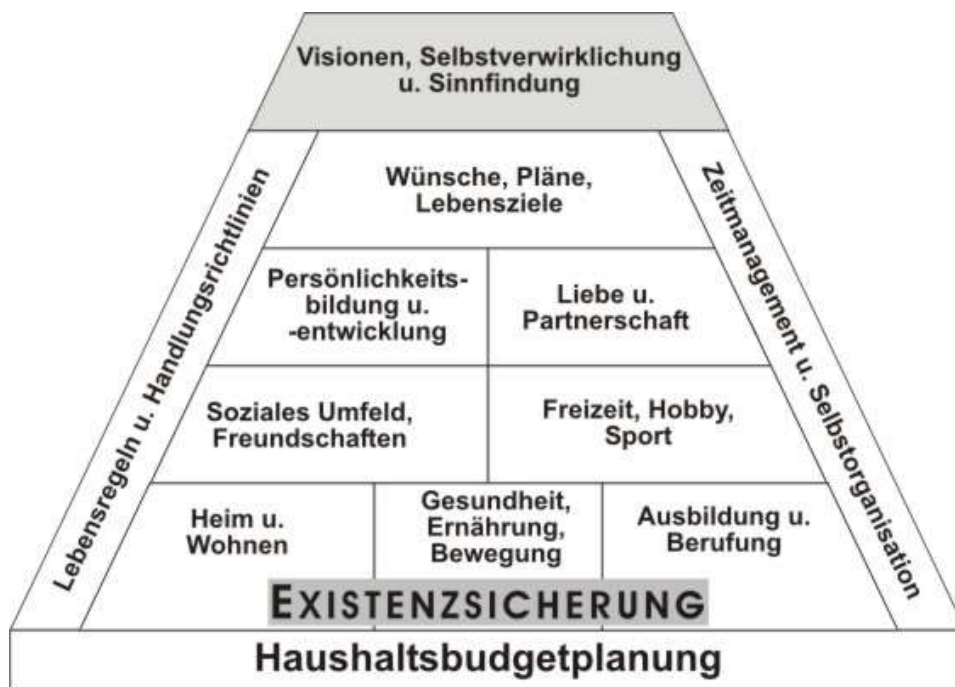 Visionen, Selbstverwirklichung
u. Sinnfindung
Lebensregeln u. Handlungsrichtlinien
Zeitmanagement u. Selbstorganisation
Wünsche, Pläne,
Lebensziele
Persönlichkeits-
bildung u.
-entwicklung
Liebe u.
Partnerschaft
Soziales Umfeld,
Freundschaften
Freizeit, Hobby,
Sport
Heim u.
Wohnen
Gesundheit,
Ernährung,
Bewegung
Ausbildung u.
Berufung
EXISTENZSICHERUNG
Haushaltsbudgetplanung